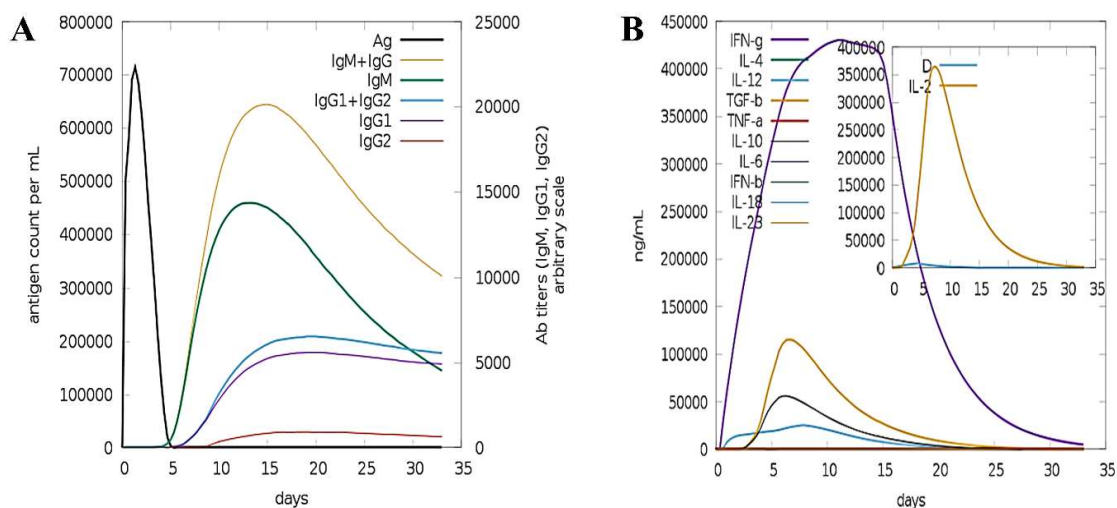 A
800000
700000
600000
500000
400000
300000
200000
100000
0
antigen count per mL
Ag
IgM+IgG
IgM
IgG1+IgG2
IgG1
IgG2
25000
20000
15000
10000
5000
0
Ab titers (IgM, IgG1, IgG2)
arbitrary scale
0 5 10 15 20 25 30 35
days
B
450000
400000
350000
300000
250000
200000
150000
100000
50000
0
ng/mL
IFN-g
IL-4
IL-12
TGF-b
TNF-a
IL-10
IL-6
IFN-b
IL-18
IL-23
400000
350000
300000
250000
200000
150000
100000
50000
0
D
IL-2
0 5 10 15 20 25 30 35
0 5 10 15 20 25 30 35
days